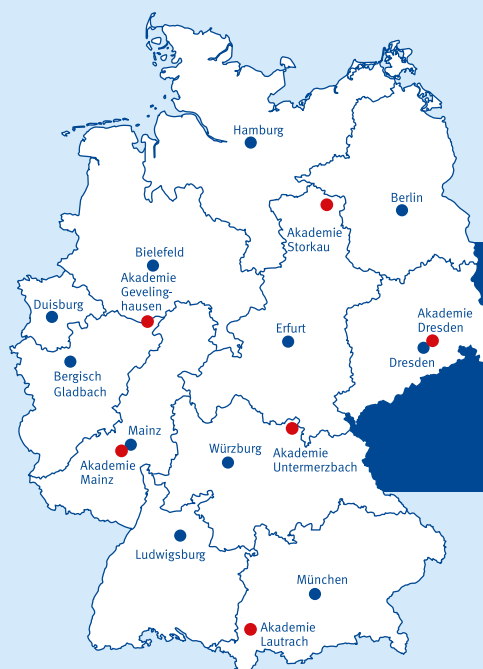 Hamburg
Berlin
Akademie
Storkau
Bielefeld
Akademie
Geveling-
hausen
Duisburg
Akademie
Dresden
Dresden
Erfurt
Bergisch
Gladbach
Mainz
Akademie
Mainz
Würzburg
Akademie
Untermerzbach
Ludwigsburg
München
Akademie
Lautrach